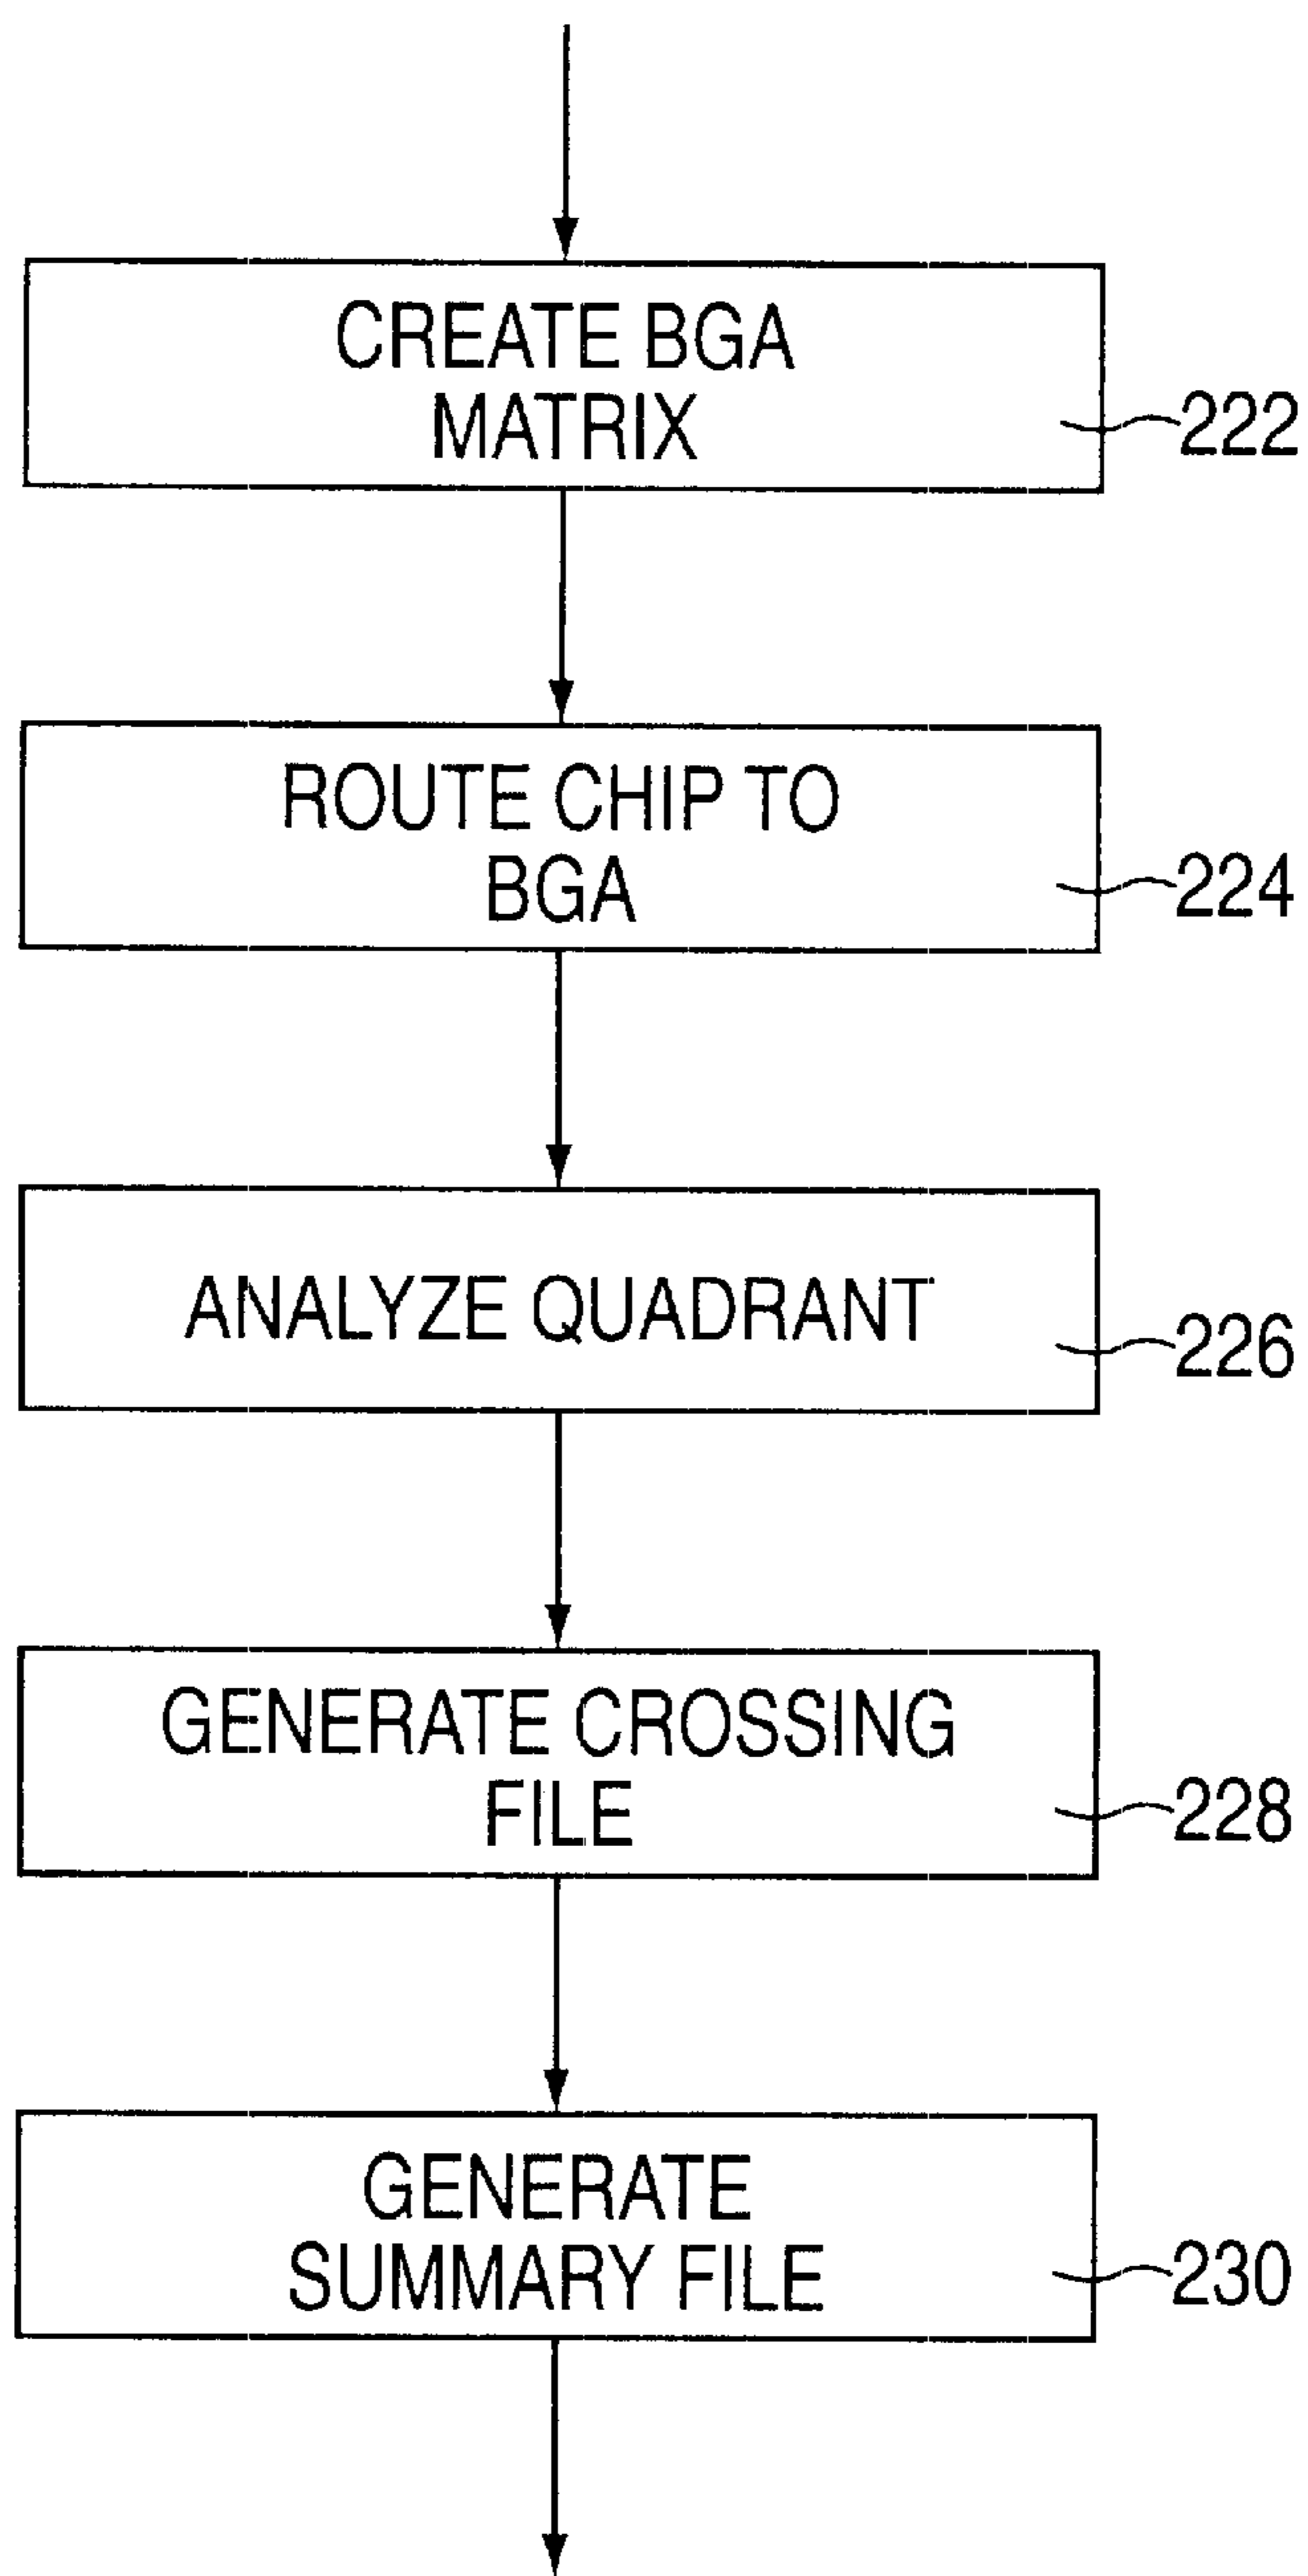 CREATE BGA
MATRIX
222
ROUTE CHIP TO
BGA
224
ANALYZE QUADRANT
226
GENERATE CROSSING
FILE
228
GENERATE
SUMMARY FILE
230